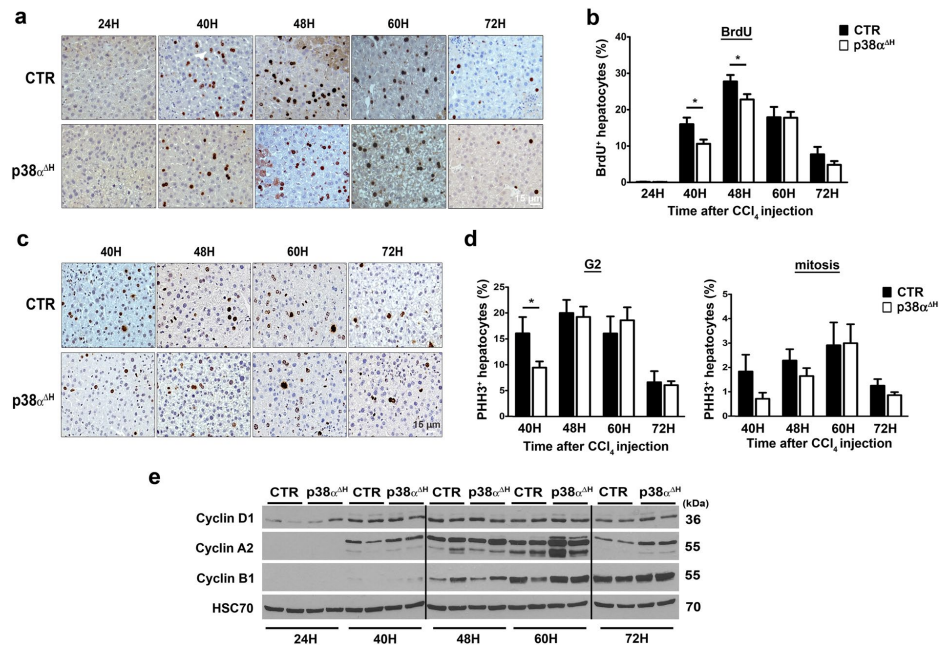 a
24H 40H 48H 60H 72H
CTR
p38α^ΔH
15 μm
b
BrdU
CTR
p38α^ΔH
BrdU⁺ hepatocytes (%)
40
30
20
10
0
* *
24H 40H 48H 60H 72H
Time after CCl₄ injection
c
40H 48H 60H 72H
CTR
p38α^ΔH
15 μm
d
G2
PHH3⁺ hepatocytes (%)
25
20
15
10
5
0
*
40H 48H 60H 72H
Time after CCl₄ injection
mitosis
CTR
p38α^ΔH
PHH3⁺ hepatocytes (%)
5
4
3
2
1
0
40H 48H 60H 72H
Time after CCl₄ injection
e
CTR p38α^ΔH CTR p38α^ΔH CTR p38α^ΔH CTR p38α^ΔH CTR p38α^ΔH (kDa)
Cyclin D1 36
Cyclin A2 55
Cyclin B1 55
HSC70 70
24H 40H 48H 60H 72H